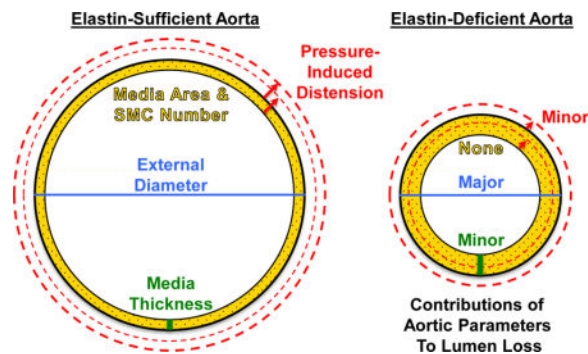 Elastin-Sufficient Aorta
Pressure-
Induced
Distension
Media Area &
SMC Number
External
Diameter
Media
Thickness
Elastin-Deficient Aorta
Minor
None
Major
Minor
Contributions of
Aortic Parameters
To Lumen Loss